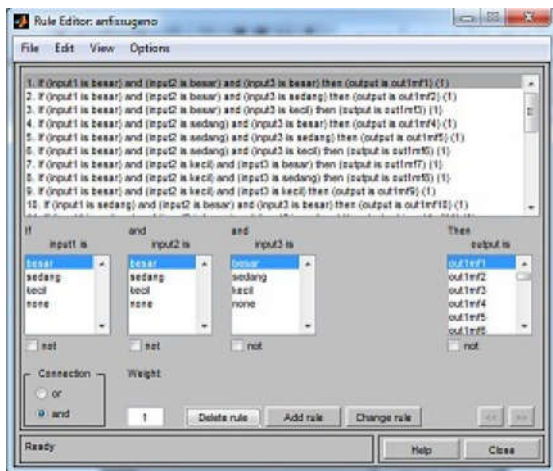 Rule Editor: anfissugeno
File Edit View Options
1. If (input1 is besar) and (input2 is besar) and (input3 is besar) then (output is out1mf1) (1)
2. If (input1 is besar) and (input2 is besar) and (input3 is sedang) then (output is out1mf2) (1)
3. If (input1 is besar) and (input2 is besar) and (input3 is kecil) then (output is out1mf3) (1)
4. If (input1 is besar) and (input2 is sedang) and (input3 is besar) then (output is out1mf4) (1)
5. If (input1 is besar) and (input2 is sedang) and (input3 is sedang) then (output is out1mf5) (1)
6. If (input1 is besar) and (input2 is sedang) and (input3 is kecil) then (output is out1mf6) (1)
7. If (input1 is besar) and (input2 is kecil) and (input3 is besar) then (output is out1mf7) (1)
8. If (input1 is besar) and (input2 is kecil) and (input3 is sedang) then (output is out1mf8) (1)
9. If (input1 is besar) and (input2 is kecil) and (input3 is kecil) then (output is out1mf9) (1)
10. If (input1 is sedang) and (input2 is besar) and (input3 is besar) then (output is out1mf10) (1)
If and and Then
input1 is input2 is input3 is output is
besar besar besar out1mf1
sedang sedang sedang out1mf2
kecil kecil kecil out1mf3
none none none out1mf4
out1mf5
out1mf6
not not not not
Connection Weight:
or
and 1 Delete rule Add rule Change rule << >>
Ready Help Close